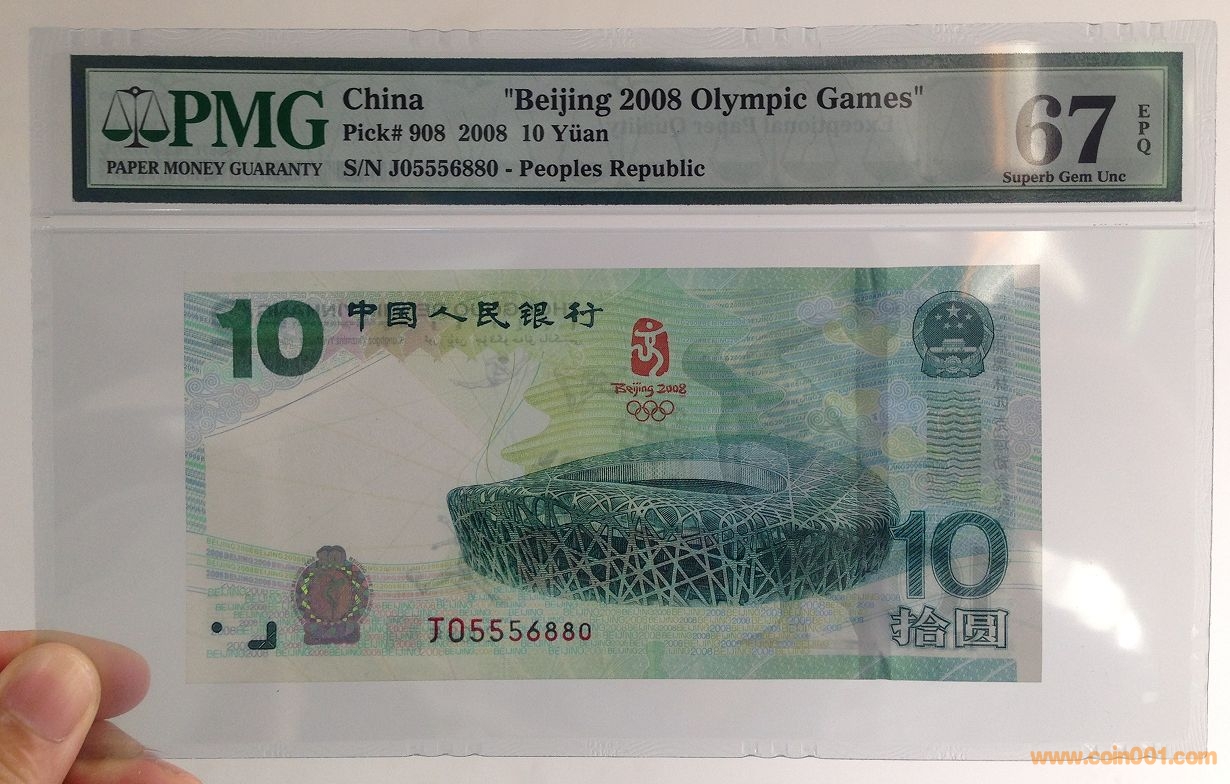 PMG
PAPER MONEY GUARANTY
China "Beijing 2008 Olympic Games"
Pick# 908 2008 10 Yüan
S/N J05556880 - Peoples Republic
67
EPQ
Superb Gem Unc
10 中国人民银行
Beijing 2008
10
拾圆
J05556880
BEIJING2008
www.coin001.com